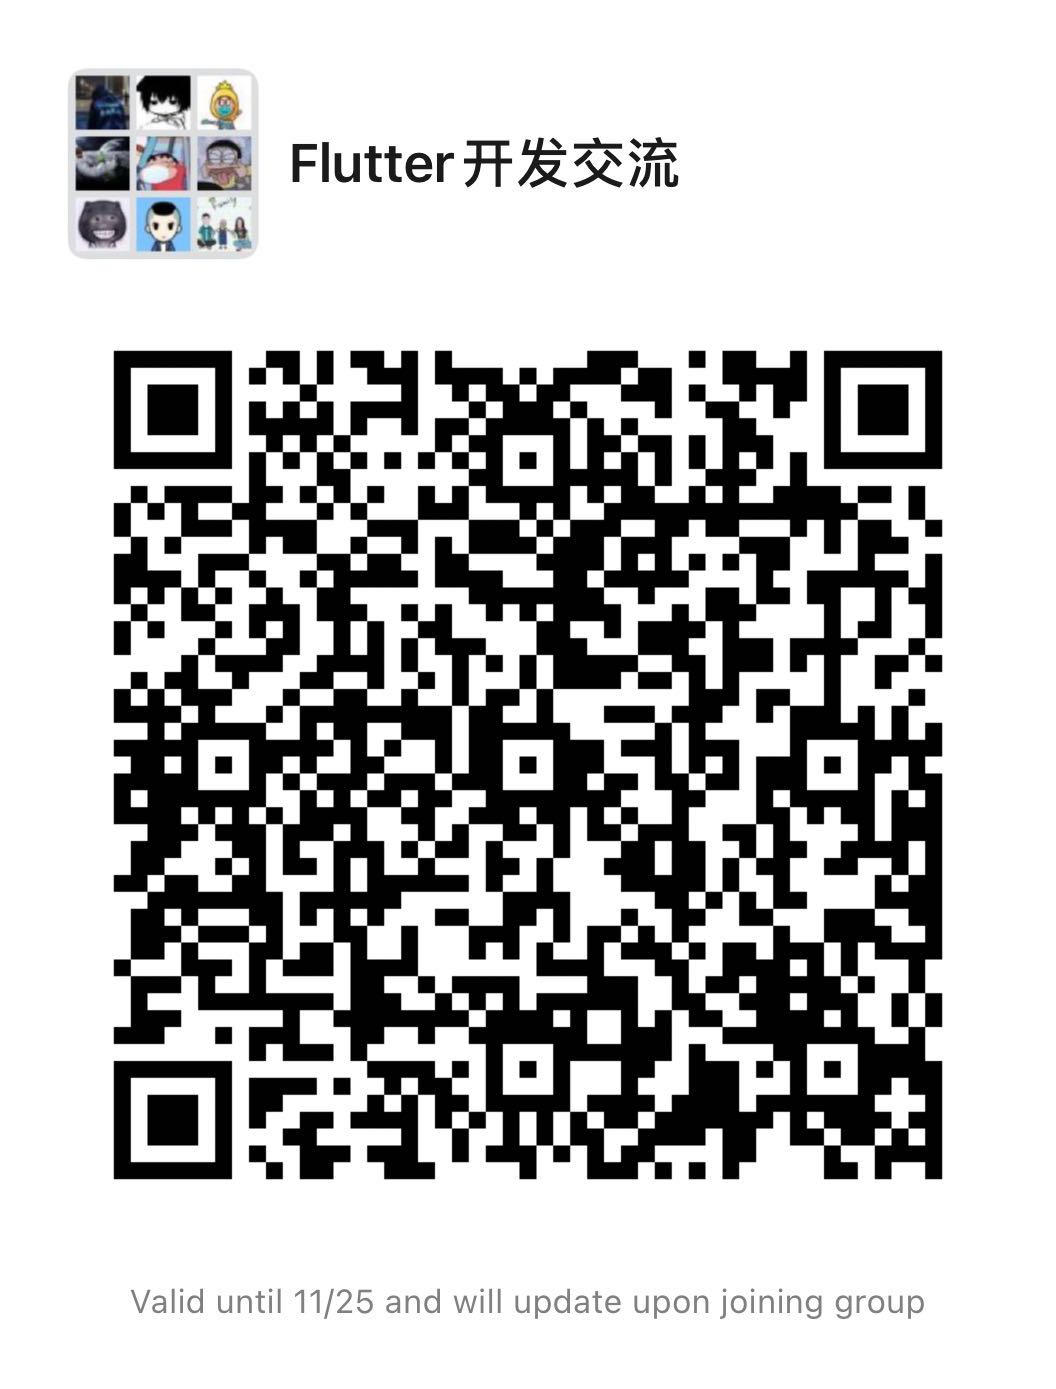 Flutter开发交流
Valid until 11/25 and will update upon joining group